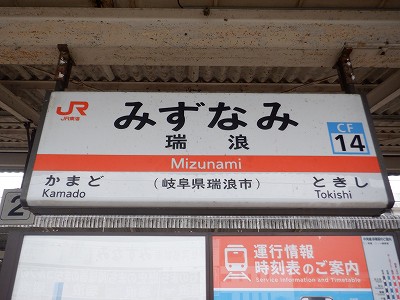 JR
JR東海
みずなみ
瑞浪
CF
14
Mizunami
かまど
Kamado
(岐阜県瑞浪市)
ときし
Tokishi
2
運行情報
時刻表のご案内
Service Information and Timetable